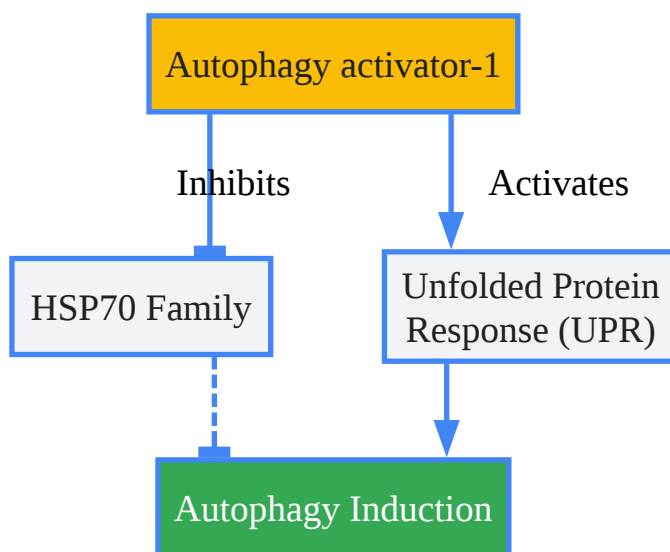 Autophagy activator-1
Inhibits
Activates
HSP70 Family
Unfolded Protein
Response (UPR)
Autophagy Induction